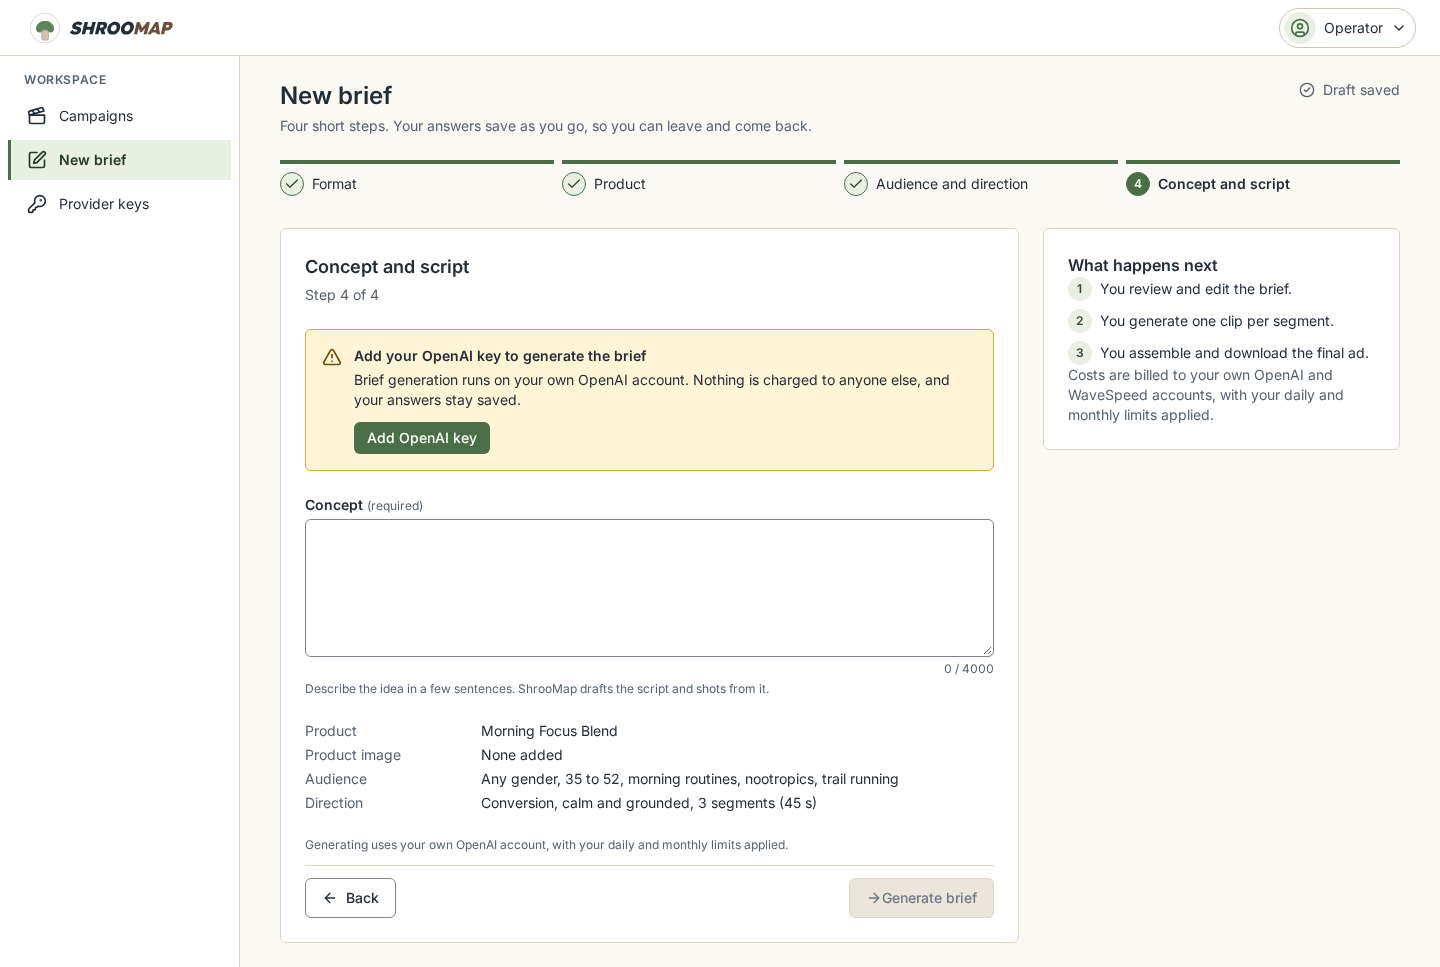 SHROOMAP
Operator
WORKSPACE
Campaigns
New brief
Provider keys
New brief
Draft saved
Four short steps. Your answers save as you go, so you can leave and come back.
Format
Product
Audience and direction
4 Concept and script
Concept and script
Step 4 of 4
Add your OpenAI key to generate the brief
Brief generation runs on your own OpenAI account. Nothing is charged to anyone else, and
your answers stay saved.
Add OpenAI key
Concept (required)
0 / 4000
Describe the idea in a few sentences. ShrooMap drafts the script and shots from it.
Product Morning Focus Blend
Product image None added
Audience Any gender, 35 to 52, morning routines, nootropics, trail running
Direction Conversion, calm and grounded, 3 segments (45 s)
Generating uses your own OpenAI account, with your daily and monthly limits applied.
Back
Generate brief
What happens next
1 You review and edit the brief.
2 You generate one clip per segment.
3 You assemble and download the final ad.
Costs are billed to your own OpenAI and
WaveSpeed accounts, with your daily and
monthly limits applied.